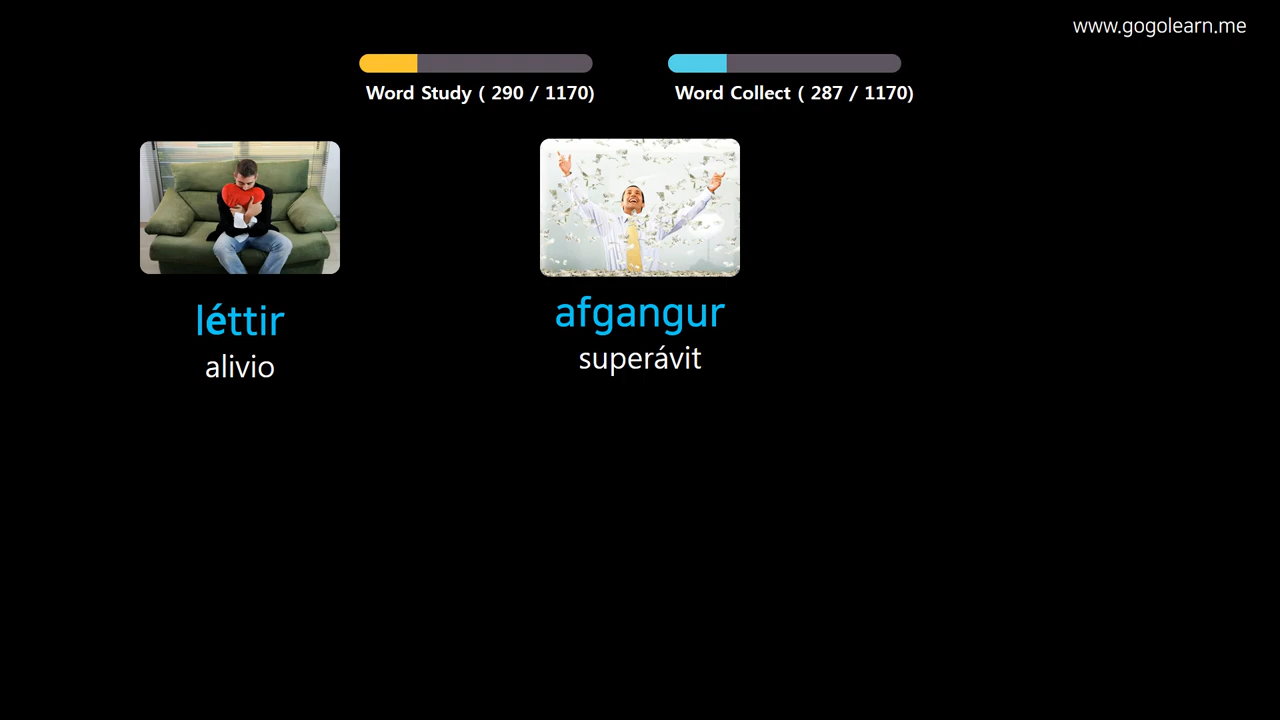 www.gogolearn.me
Word Study ( 290 / 1170)
Word Collect ( 287 / 1170)
léttir
alivio
afgangur
superávit